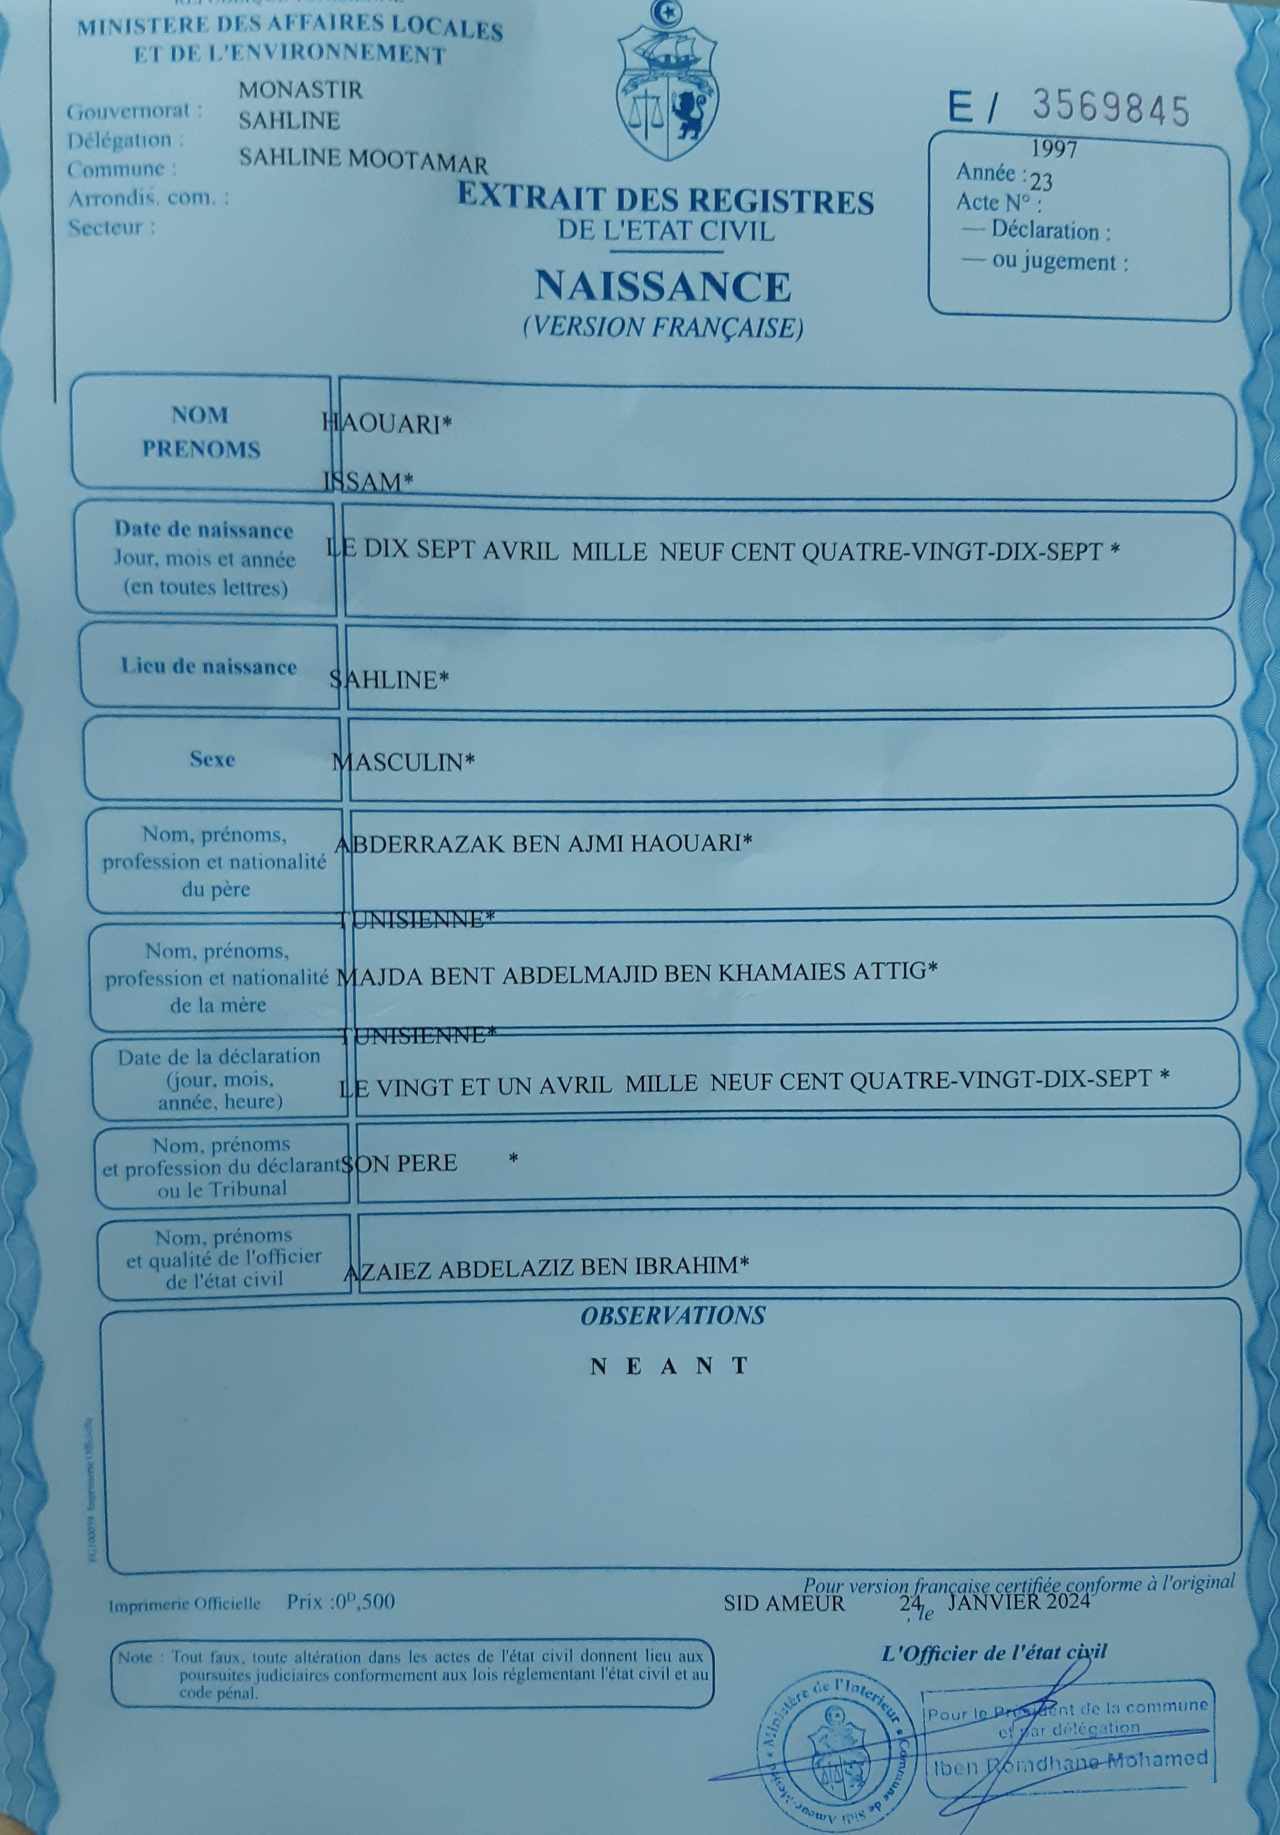 MINISTERE DES AFFAIRES LOCALES
ET DE L'ENVIRONNEMENT
Gouvernorat : MONASTIR
Délégation : SAHLINE
Commune : SAHLINE MOOTAMAR
Arrondis. com. :
Secteur :
E / 3569845
1997
Année : 23
Acte N° :
— Déclaration :
— ou jugement :
EXTRAIT DES REGISTRES
DE L'ETAT CIVIL
NAISSANCE
(VERSION FRANÇAISE)
NOM
PRENOMS
HAOUARI*
ISSAM*
Date de naissance
Jour, mois et année
(en toutes lettres)
LE DIX SEPT AVRIL MILLE NEUF CENT QUATRE-VINGT-DIX-SEPT *
Lieu de naissance
SAHLINE*
Sexe
MASCULIN*
Nom, prénoms,
profession et nationalité
du père
ABDERRAZAK BEN AJMI HAOUARI*
TUNISIENNE*
Nom, prénoms,
profession et nationalité
de la mère
MAJDA BENT ABDELMAJID BEN KHAMAIES ATTIG*
TUNISIENNE*
Date de la déclaration
(jour, mois,
année, heure)
LE VINGT ET UN AVRIL MILLE NEUF CENT QUATRE-VINGT-DIX-SEPT *
Nom, prénoms
et profession du déclarant
ou le Tribunal
SON PERE *
Nom, prénoms
et qualité de l'officier
de l'état civil
AZAIEZ ABDELAZIZ BEN IBRAHIM*
OBSERVATIONS
N E A N T
Imprimerie Officielle Prix :0ᴰ,500
Pour version française certifiée conforme à l'original
SID AMEUR , le 24 JANVIER 2024
L'Officier de l'état civil
Note : Tout faux, toute altération dans les actes de l'état civil donnent lieu aux
poursuites judiciaires conformement aux lois réglementant l'état civil et au
code pénal.
Ministère de l'Interieur
Commune de Sidi Ameur
Pour le Président de la commune
et par délégation
Iben Romdhane Mohamed